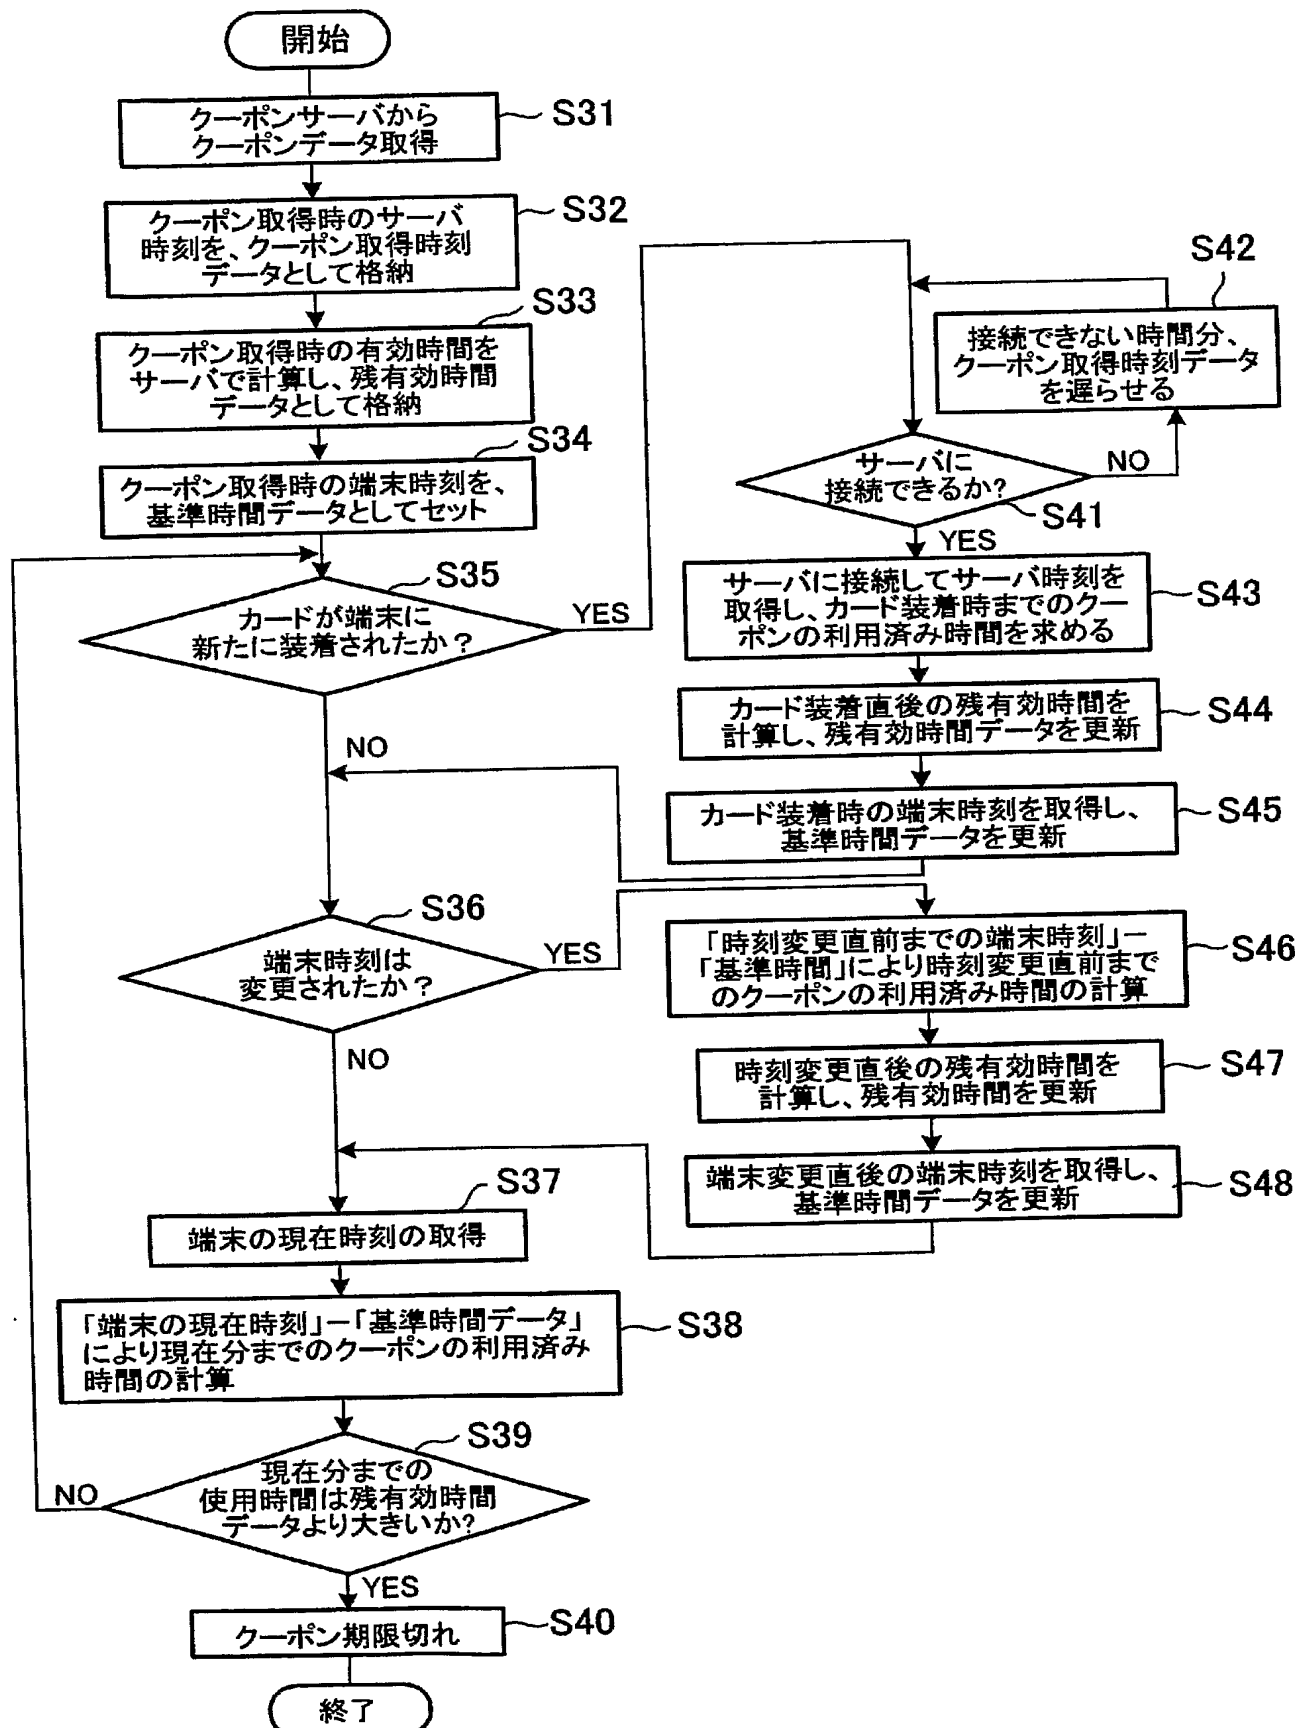 開始
クーポンサーバから
クーポンデータ取得
S31
クーポン取得時のサーバ
時刻を、クーポン取得時刻
データとして格納
S32
クーポン取得時の有効時間を
サーバで計算し、残有効時間
データとして格納
S33
クーポン取得時の端末時刻を、
基準時間データとしてセット
S34
カードが端末に
新たに装着されたか？
S35
YES
NO
端末時刻は
変更されたか？
S36
YES
NO
端末の現在時刻の取得
S37
「端末の現在時刻」－「基準時間データ」
により現在分までのクーポンの利用済み
時間の計算
S38
現在分までの
使用時間は残有効時間
データより大きいか?
S39
NO
YES
クーポン期限切れ
S40
終了
S42
接続できない時間分、
クーポン取得時刻データ
を遅らせる
サーバに
接続できるか?
S41
NO
YES
サーバに接続してサーバ時刻を
取得し、カード装着時までのクー
ポンの利用済み時間を求める
S43
カード装着直後の残有効時間を
計算し、残有効時間データを更新
S44
カード装着時の端末時刻を取得し、
基準時間データを更新
S45
「時刻変更直前までの端末時刻」－
「基準時間」により時刻変更直前まで
のクーポンの利用済み時間の計算
S46
時刻変更直後の残有効時間を
計算し、残有効時間を更新
S47
端末変更直後の端末時刻を取得し、
基準時間データを更新
S48